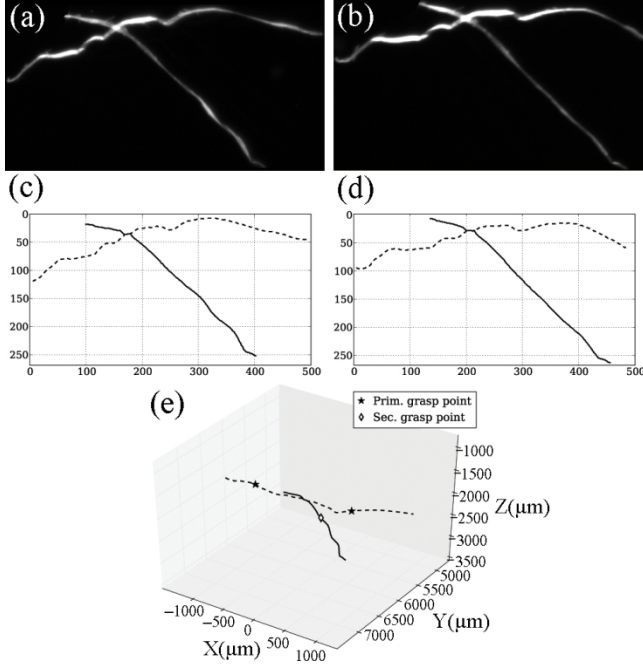 (a) (b)
(c) (d)
0 0
50 50
100 100
150 150
200 200
250 250
0 100 200 300 400 500 0 100 200 300 400 500
(e)
★ Prim. grasp point
◊ Sec. grasp point
1000
1500
2000
2500
3000
3500
Z(μm)
−1000
−500
0
500
1000
X(μm)
5000
5500
6000
6500
7000
Y(μm)